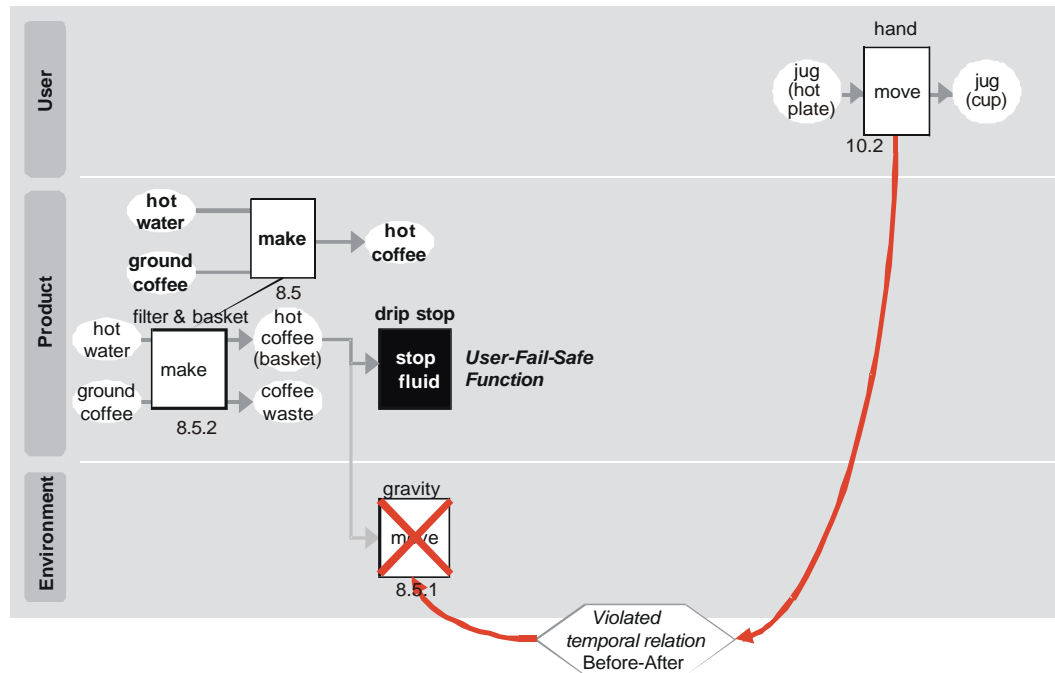 User
hand
jug
(hot
plate)
move
jug
(cup)
10.2
Product
hot
water
ground
coffee
make
hot
coffee
8.5
filter & basket
hot
water
ground
coffee
make
hot
coffee
(basket)
coffee
waste
8.5.2
drip stop
stop
fluid
User-Fail-Safe
Function
Environment
gravity
move
8.5.1
Violated
temporal relation
Before-After